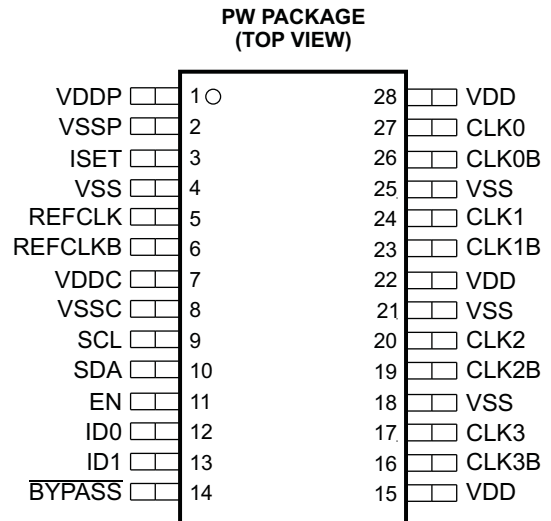 PW PACKAGE
(TOP VIEW)
VDDP 1 28 VDD
VSSP 2 27 CLK0
ISET 3 26 CLK0B
VSS 4 25 VSS
REFCLK 5 24 CLK1
REFCLKB 6 23 CLK1B
VDDC 7 22 VDD
VSSC 8 21 VSS
SCL 9 20 CLK2
SDA 10 19 CLK2B
EN 11 18 VSS
ID0 12 17 CLK3
ID1 13 16 CLK3B
BYPASS 14 15 VDD